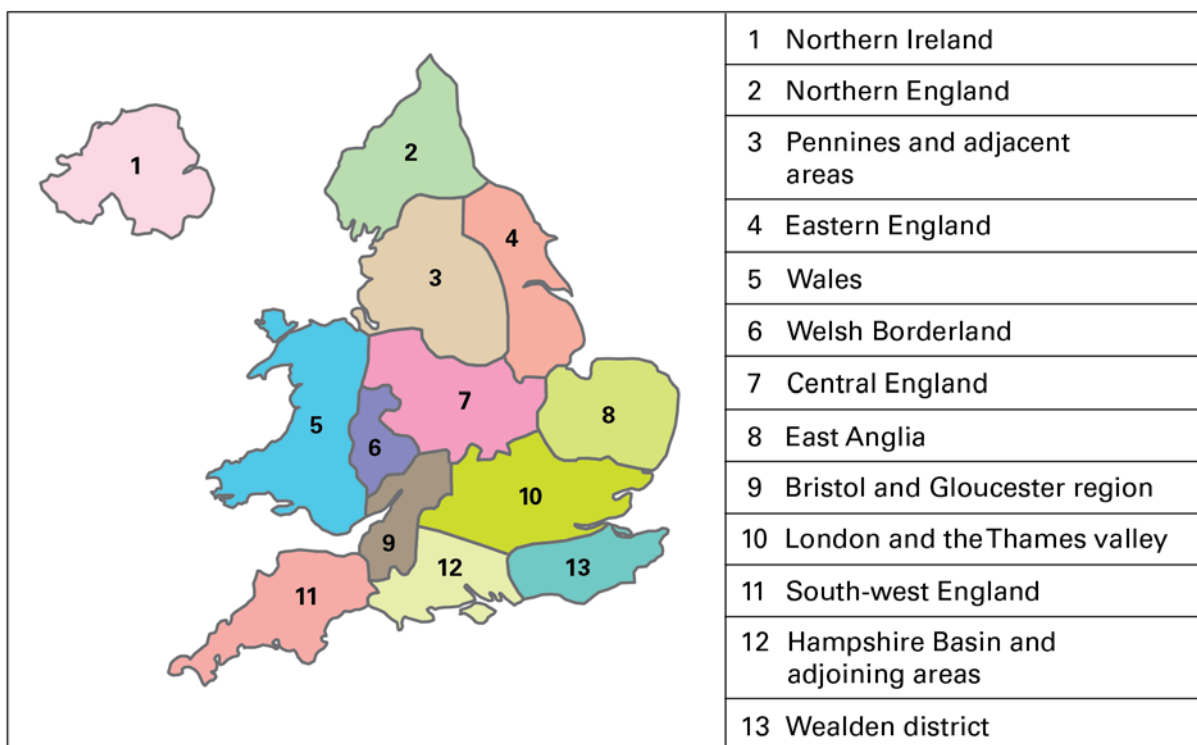 1
2
3
4
5
6
7
8
9
10
11
12
13
1 Northern Ireland
2 Northern England
3 Pennines and adjacent
areas
4 Eastern England
5 Wales
6 Welsh Borderland
7 Central England
8 East Anglia
9 Bristol and Gloucester region
10 London and the Thames valley
11 South-west England
12 Hampshire Basin and
adjoining areas
13 Wealden district